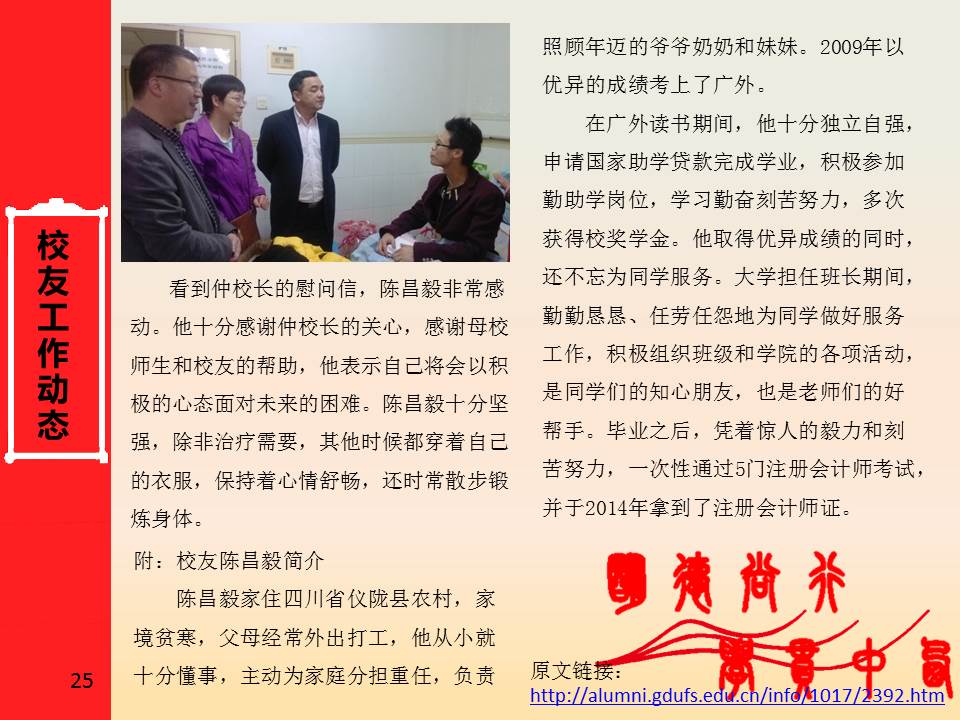 校友工作动态
看到仲校长的慰问信，陈昌毅非常感
动。他十分感谢仲校长的关心，感谢母校
师生和校友的帮助，他表示自己将会以积
极的心态面对未来的困难。陈昌毅十分坚
强，除非治疗需要，其他时候都穿着自己
的衣服，保持着心情舒畅，还时常散步锻
炼身体。
附：校友陈昌毅简介
陈昌毅家住四川省仪陇县农村，家
境贫寒，父母经常外出打工，他从小就
十分懂事，主动为家庭分担重任，负责
照顾年迈的爷爷奶奶和妹妹。2009年以
优异的成绩考上了广外。
在广外读书期间，他十分独立自强，
申请国家助学贷款完成学业，积极参加
勤助学岗位，学习勤奋刻苦努力，多次
获得校奖学金。他取得优异成绩的同时，
还不忘为同学服务。大学担任班长期间，
勤勤恳恳、任劳任怨地为同学做好服务
工作，积极组织班级和学院的各项活动，
是同学们的知心朋友，也是老师们的好
帮手。毕业之后，凭着惊人的毅力和刻
苦努力，一次性通过5门注册会计师考试，
并于2014年拿到了注册会计师证。
明德尚行
学贯中西
原文链接：
http://alumni.gdufs.edu.cn/info/1017/2392.htm
25